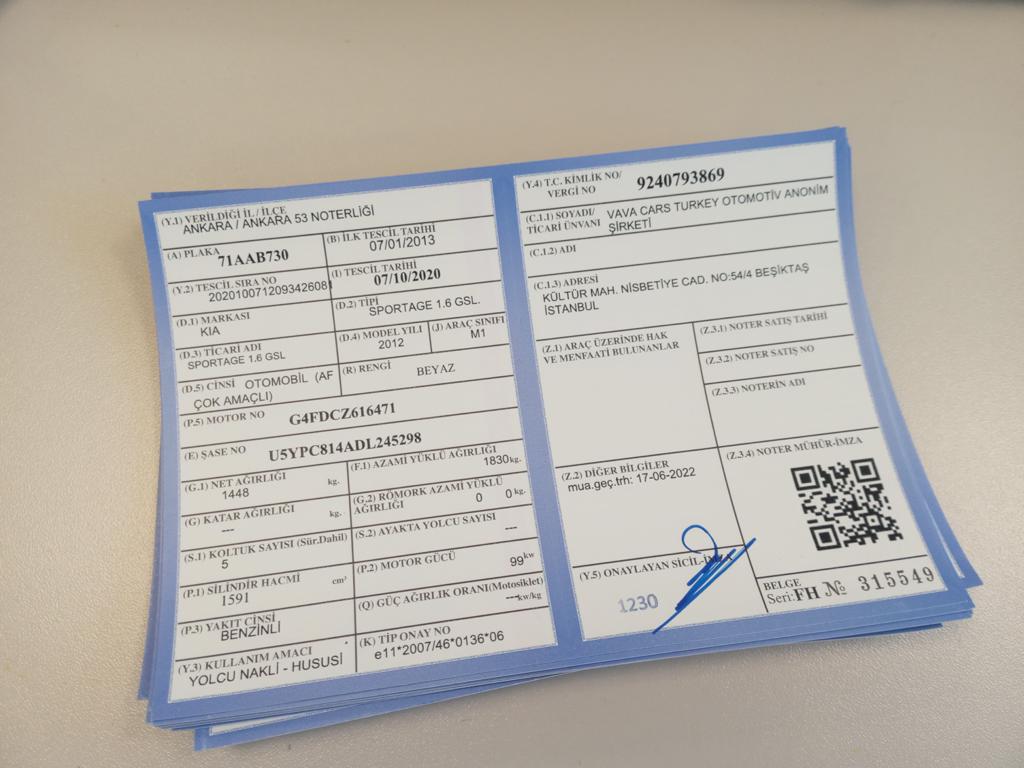 (Y.1) VERİLDİĞİ İL / İLÇE
ANKARA / ANKARA 53 NOTERLİĞİ
(A) PLAKA
71AAB730
(B) İLK TESCİL TARİHİ
07/01/2013
(Y.2) TESCİL SIRA NO
20201007120934260
(I) TESCİL TARİHİ
07/10/2020
(D.1) MARKASI
KIA
(D.2) TİPİ
SPORTAGE 1.6 GSL.
(D.3) TİCARİ ADI
SPORTAGE 1.6 GSL
(D.4) MODEL YILI
2012
(J) ARAÇ SINIFI
M1
(D.5) CİNSİ OTOMOBİL (AF
ÇOK AMAÇLI)
(R) RENGİ BEYAZ
(P.5) MOTOR NO
G4FDCZ616471
(E) ŞASE NO
U5YPC814ADL245298
(G.1) NET AĞIRLIĞI
1448 kg.
(F.1) AZAMİ YÜKLÜ AĞIRLIĞI
1830kg.
(G) KATAR AĞIRLIĞI
--- kg.
(G.2) RÖMORK AZAMİ YÜKLÜ
AĞIRLIĞI 0 0 kg.
(S.1) KOLTUK SAYISI (Sür.Dahil)
5
(S.2) AYAKTA YOLCU SAYISI
---
(P.1) SİLİNDİR HACMİ cm³
1591
(P.2) MOTOR GÜCÜ
99kw
(P.3) YAKIT CİNSİ
BENZİNLİ
(Q) GÜÇ AĞIRLIK ORANI(Motosiklet)
---kw/kg
(Y.3) KULLANIM AMACI
YOLCU NAKLİ - HUSUSİ
(K) TİP ONAY NO
e11*2007/46*0136*06
(Y.4) T.C. KİMLİK NO/
VERGİ NO
9240793869
(C.1.1) SOYADI/
TİCARİ ÜNVANI
VAVA CARS TURKEY OTOMOTİV ANONİM
ŞİRKETİ
(C.1.2) ADI
(C.1.3) ADRESİ
KÜLTÜR MAH. NİSBETİYE CAD. NO:54/4 BEŞİKTAŞ
İSTANBUL
(Z.1) ARAÇ ÜZERİNDE HAK
VE MENFAATİ BULUNANLAR
(Z.3.1) NOTER SATIŞ TARİHİ
(Z.3.2) NOTER SATIŞ NO
(Z.3.3) NOTERİN ADI
(Z.2) DİĞER BİLGİLER
mua.geç.trh: 17-06-2022
(Z.3.4) NOTER MÜHÜR-İMZA
(Y.5) ONAYLAYAN SİCİL-İMZA
1230
BELGE
Seri:FH № 315549